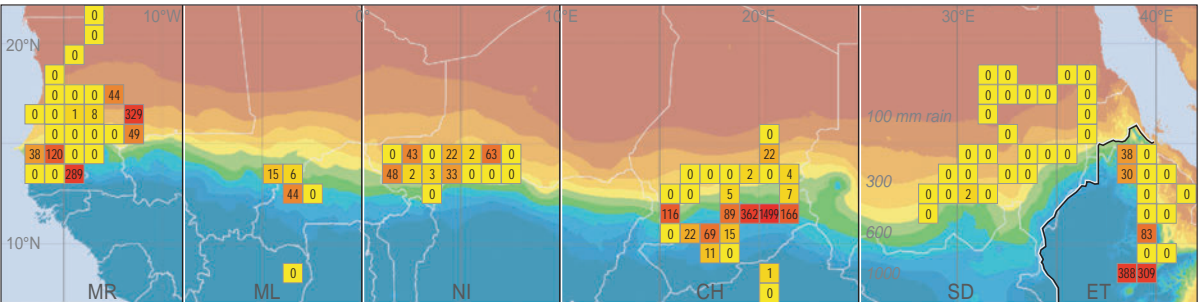 0 10°W 0° 10°E 30°E 40°E
0
20°N 0
0 0 0 0 0
0 0 0 44 0 0 0 0 0
0 0 1 8 329 100 mm rain 0 0
0 0 0 0 49 0 0 0
38 120 0 0 0 43 0 22 2 63 0 22 0 0 0 0 0 38 0
0 0 289 15 6 48 2 3 33 0 0 0 0 0 0 2 0 4 300 0 0 0 0 30 0
44 0 0 0 0 5 7 0 0 2 0 0 0 0
116 89 362 1499 166 0 0 0
0 22 69 15 600 83
10°N 11 0 0 0
0 1 388 309
MR ML NI CH 0 SD ET